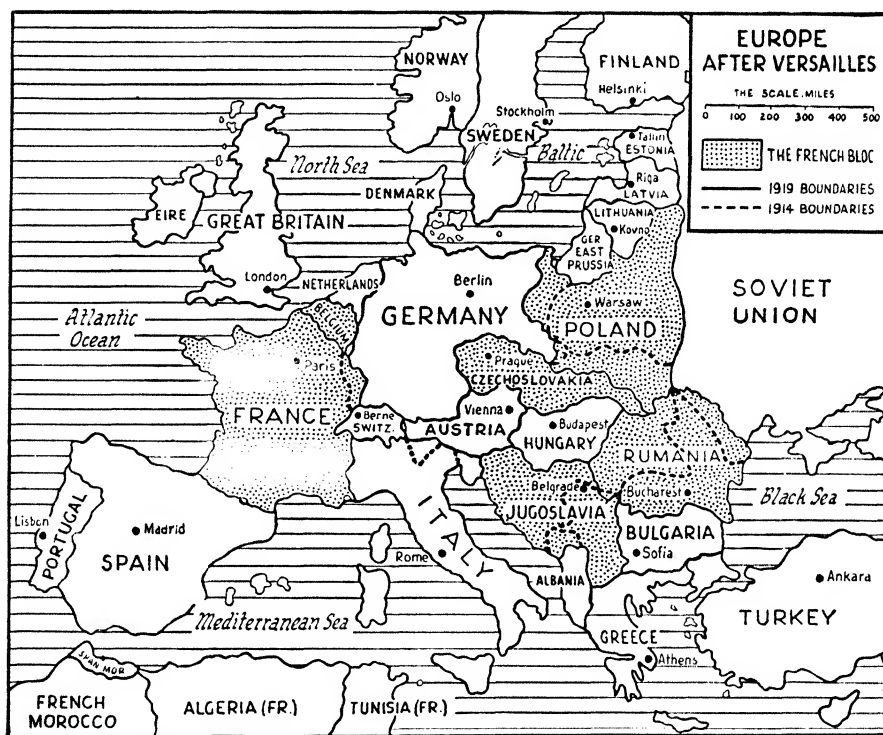 EUROPE
AFTER VERSAILLES
THE SCALE.MILES
0 100 200 300 400 500
THE FRENCH BLOC
1919 BOUNDARIES
1914 BOUNDARIES
NORWAY
Oslo
SWEDEN
Stockholm
FINLAND
Helsinki
Tallin
ESTONIA
Baltic
Riga
LATVIA
LITHUANIA
Kovno
GER
EAST
PRUSSIA
North Sea
DENMARK
EIRE
GREAT BRITAIN
London
NETHERLANDS
BELGIUM
Berlin
GERMANY
Warsaw
POLAND
SOVIET
UNION
Atlantic
Ocean
Paris
FRANCE
Prague
CZECHOSLOVAKIA
Berne
SWITZ.
Vienna
AUSTRIA
Budapest
HUNGARY
RUMANIA
Bucharest
Belgrade
JUGOSLAVIA
Black Sea
BULGARIA
Sofia
Lisbon
PORTUGAL
Madrid
SPAIN
ITALY
Rome
ALBANIA
Ankara
TURKEY
GREECE
Athens
Mediterranean Sea
SPAN MOR.
FRENCH
MOROCCO
ALGERIA (FR.)
TUNISIA (FR.)